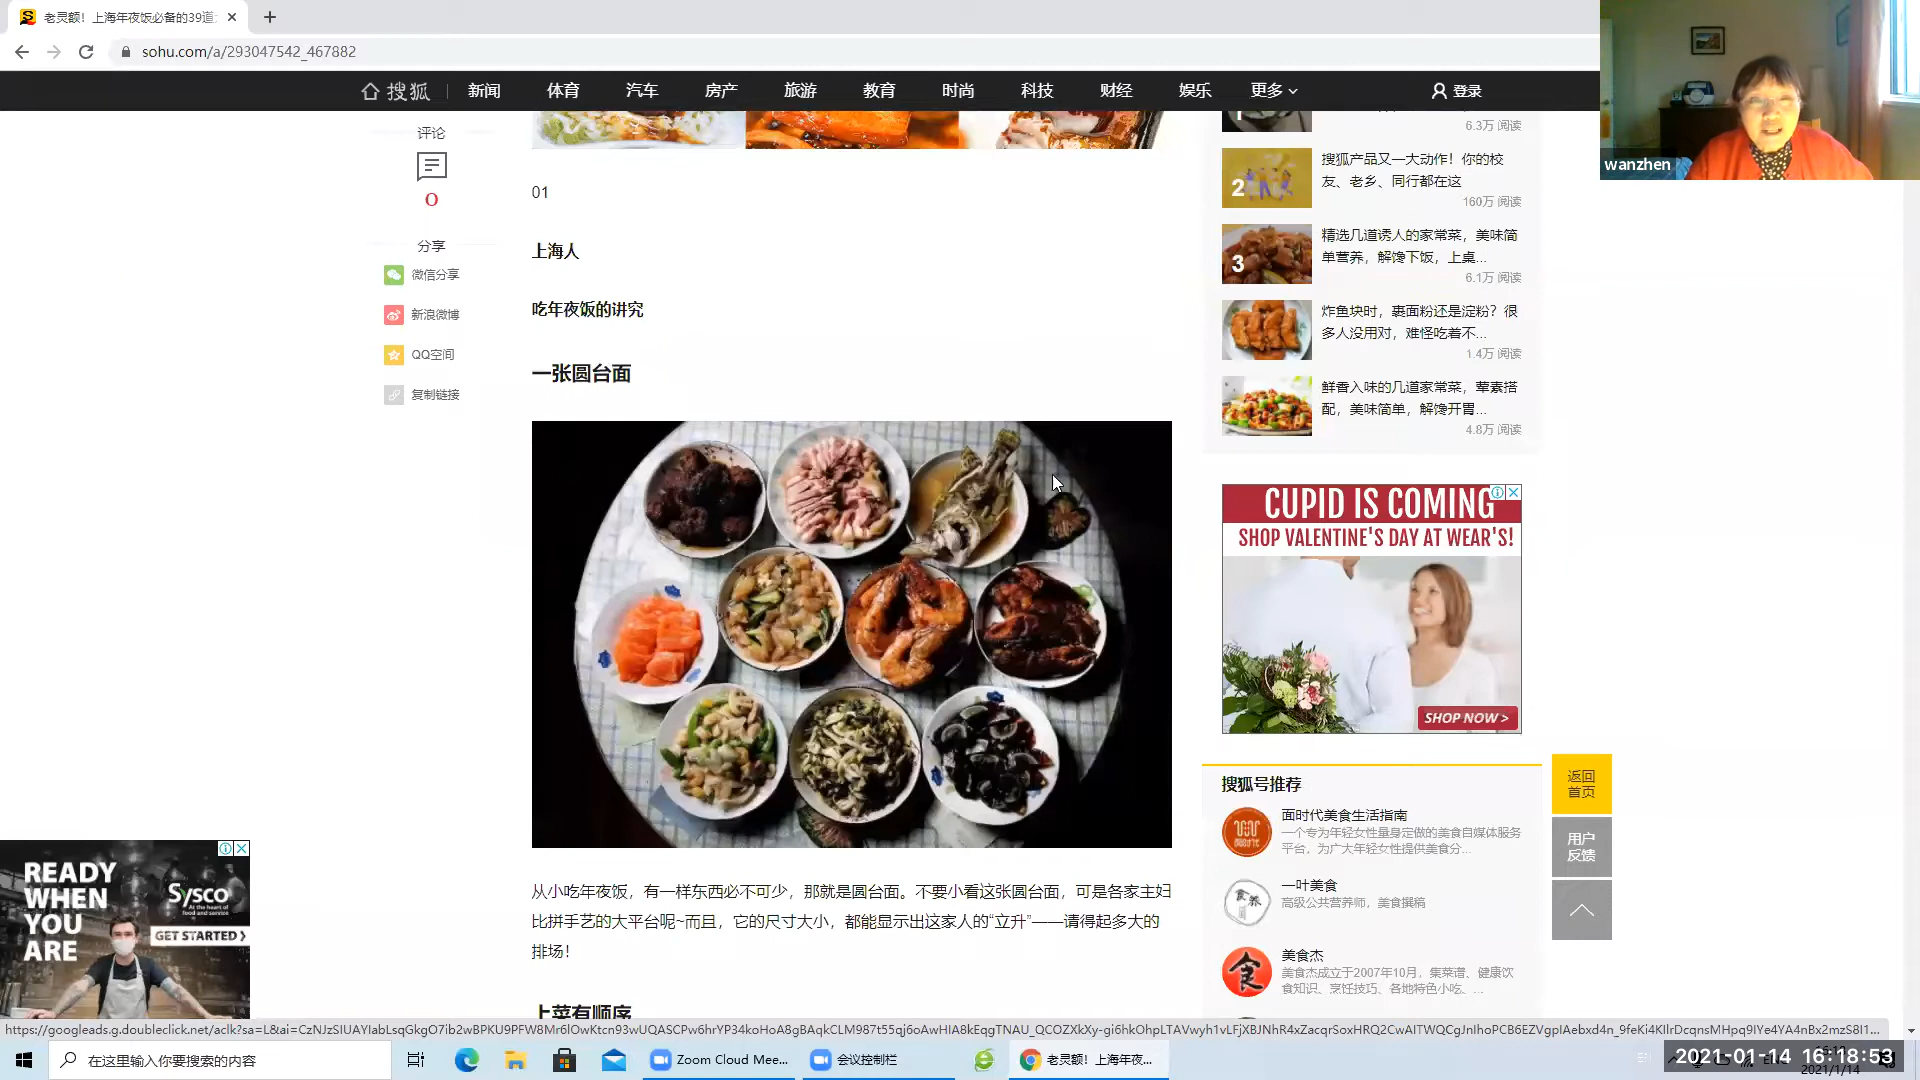 老灵额！上海年夜饭必备的39道
sohu.com/a/293047542_467882
搜狐
新闻
体育
汽车
房产
旅游
教育
时尚
科技
财经
娱乐
更多
登录
wanzhen
评论
0
分享
微信分享
新浪微博
QQ空间
复制链接
01
上海人
吃年夜饭的讲究
一张圆台面
从小吃年夜饭，有一样东西必不可少，那就是圆台面。不要小看这张圆台面，可是各家主妇
比拼手艺的大平台呢~而且，它的尺寸大小，都能显示出这家人的“立升”——请得起多大的
排场！
上菜有顺序
1
6.3万 阅读
2
搜狐产品又一大动作！你的校
友、老乡、同行都在这
160万 阅读
3
精选几道诱人的家常菜，美味简
单营养，解馋下饭，上桌...
6.1万 阅读
炸鱼块时，裹面粉还是淀粉？很
多人没用对，难怪吃着不...
1.4万 阅读
鲜香入味的几道家常菜，荤素搭
配，美味简单，解馋开胃...
4.8万 阅读
CUPID IS COMING
SHOP VALENTINE'S DAY AT WEAR'S!
SHOP NOW >
搜狐号推荐
面时代美食生活指南
一个专为年轻女性量身定做的美食自媒体服务
平台，为广大年轻女性提供美食分...
一叶美食
高级公共营养师，美食撰稿
食
美食杰
美食杰成立于2007年10月，集菜谱、健康饮
食知识、烹饪技巧、各地特色小吃、...
返回
首页
用户
反馈
READY
WHEN
YOU
ARE
Sysco
At the heart of
food and service
GET STARTED >
在这里输入你要搜索的内容
Zoom Cloud Mee...
会议控制栏
老灵额！上海年夜...
2021-01-14 16:18:53
2021/1/14